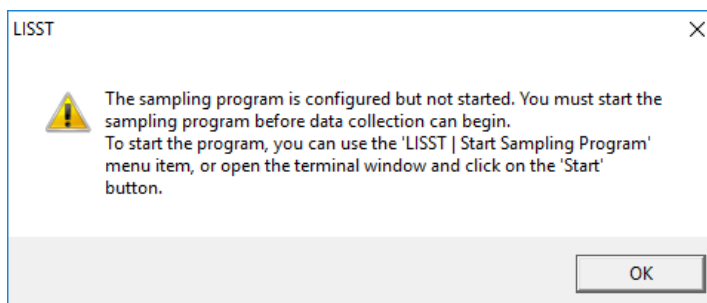 LISST
The sampling program is configured but not started. You must start the
sampling program before data collection can begin.
To start the program, you can use the 'LISST | Start Sampling Program'
menu item, or open the terminal window and click on the 'Start'
button.
OK